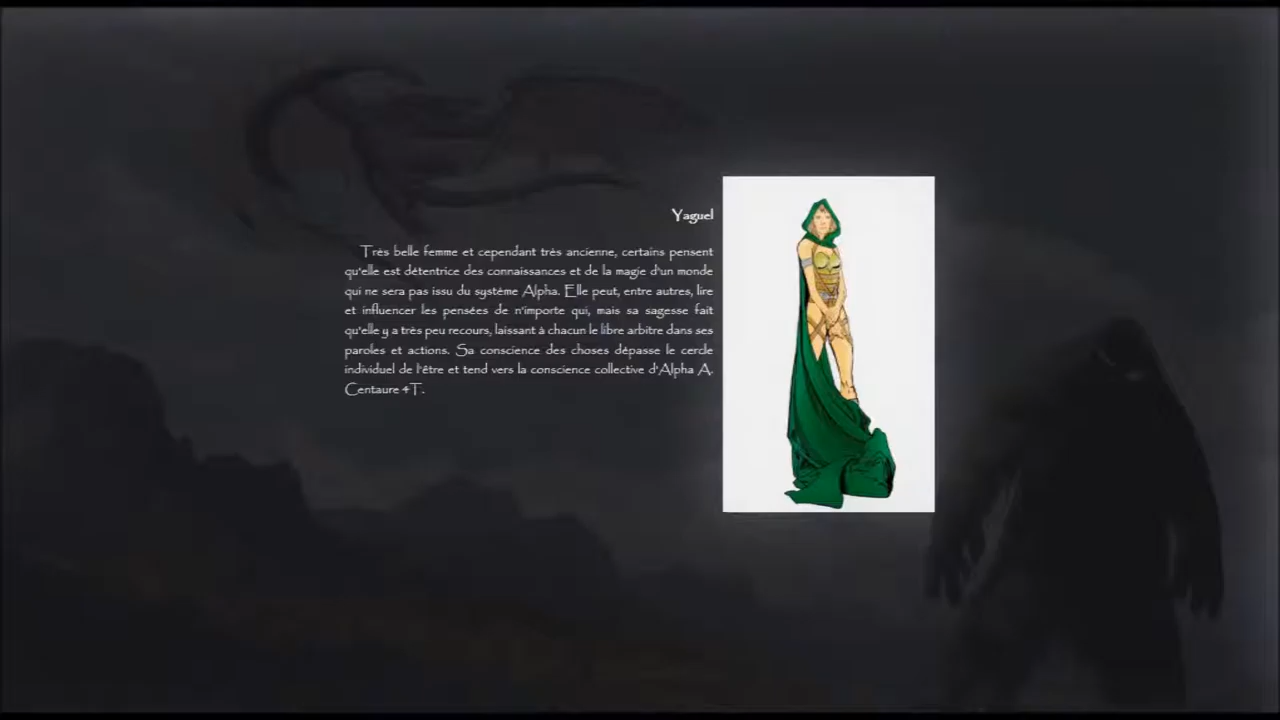 Yaguel
Très belle femme et cependant très ancienne, certains pensent
qu'elle est détentrice des connaissances et de la magie d'un monde
qui ne sera pas issu du système Alpha. Elle peut, entre autres, lire
et influencer les pensées de n'importe qui, mais sa sagesse fait
qu'elle y a très peu recours, laissant à chacun le libre arbitre dans ses
paroles et actions. Sa conscience des choses dépasse le cercle
individuel de l'être et tend vers la conscience collective d'Alpha A.
Centaure 4T.